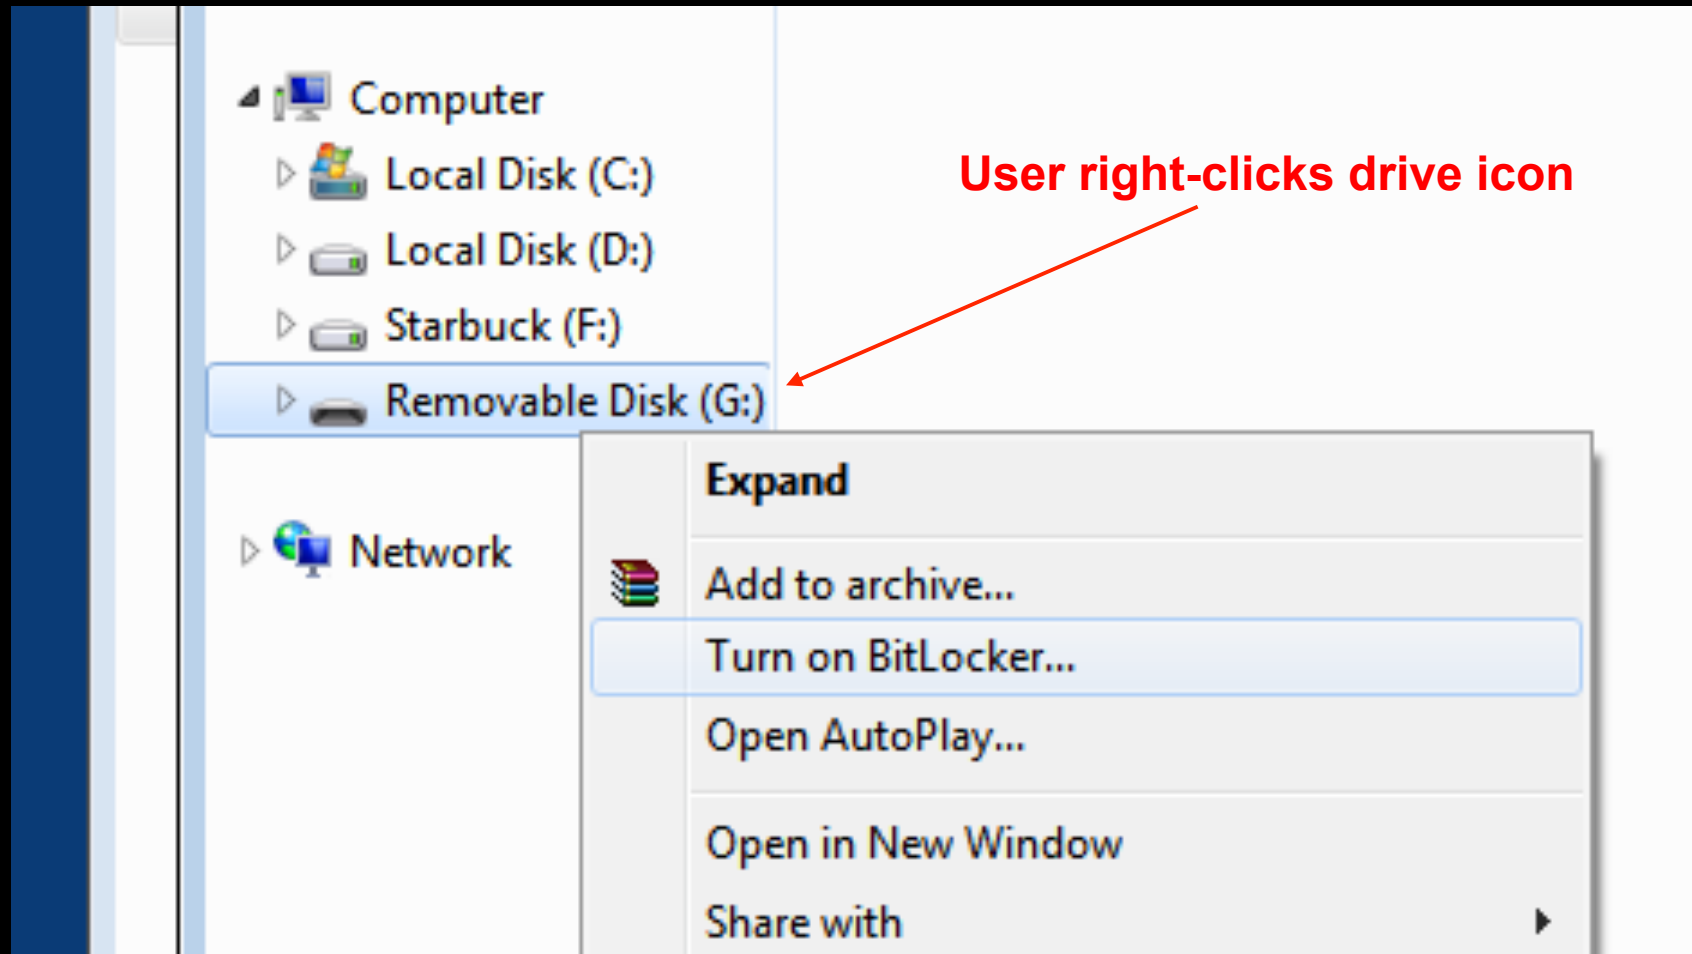 Computer
Local Disk (C:)
User right-clicks drive icon
Local Disk (D:)
Starbuck (F:)
Removable Disk (G:)
Expand
Network
Add to archive...
Turn on BitLocker...
Open AutoPlay...
Open in New Window
Share with